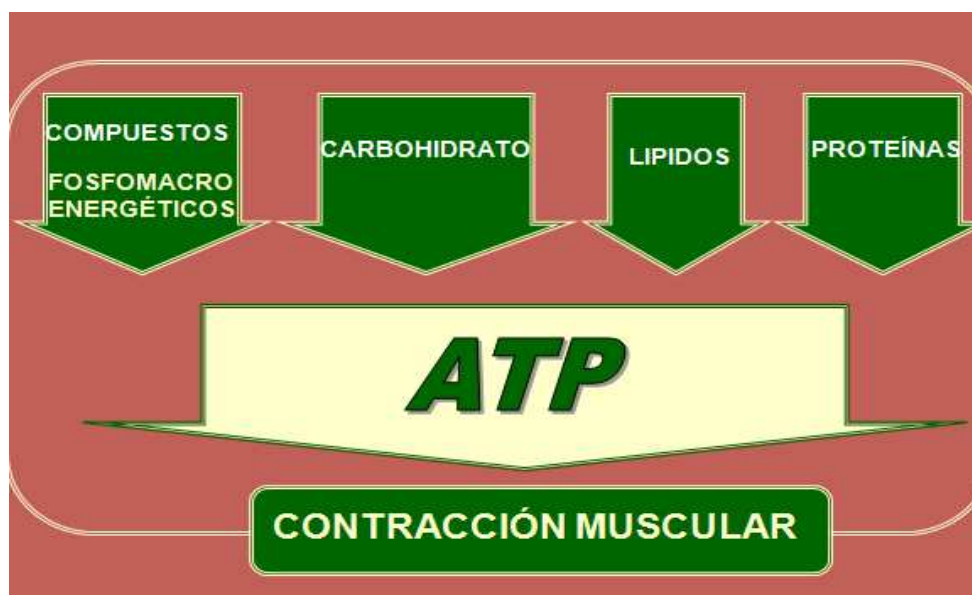 COMPUESTOS
FOSFOMACRO
ENERGÉTICOS
CARBOHIDRATO
LIPIDOS
PROTEÍNAS
ATP
CONTRACCIÓN MUSCULAR